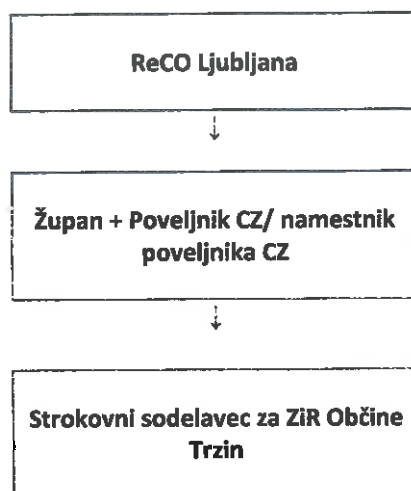 ReCO Ljubljana
Župan + Poveljnik CZ/ namestnik
poveljnika CZ
Strokovni sodelavec za ZiR Občine
Trzin